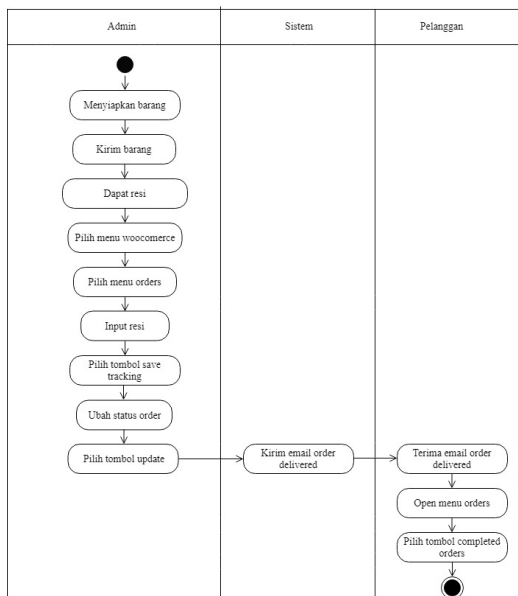 Admin
Sistem
Pelanggan
Menyiapkan barang
Kirim barang
Dapat resi
Pilih menu woocomerce
Pilih menu orders
Input resi
Pilih tombol save
tracking
Ubah status order
Pilih tombol update
Kirim email order
delivered
Terima email order
delivered
Open menu orders
Pilih tombol completed
orders